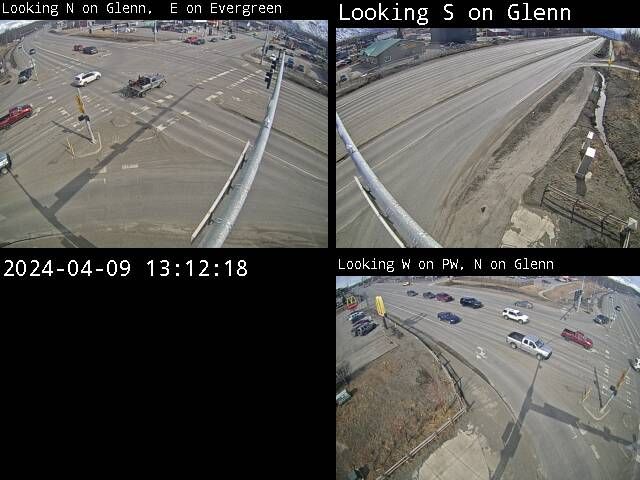 Looking N on Glenn,  E on Evergreen
Looking S on Glenn
2024-04-09 13:12:18
Looking W on PW, N on Glenn